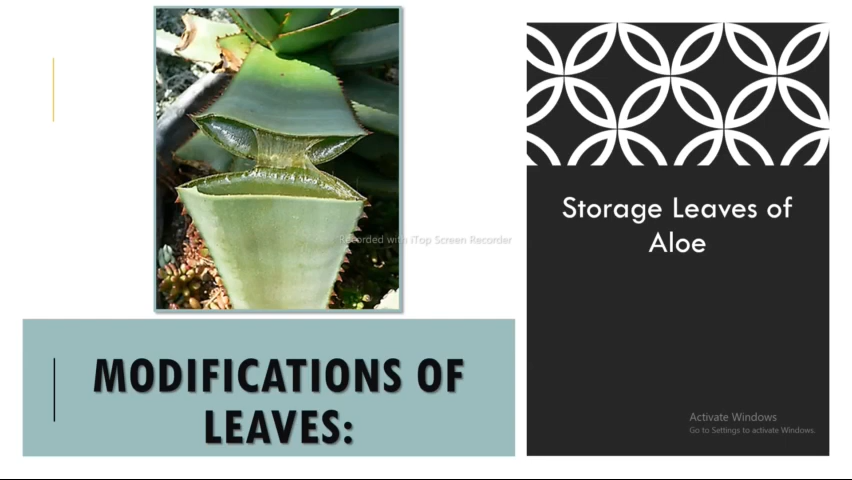 Recorded with iTop Screen Recorder
Storage Leaves of
Aloe
MODIFICATIONS OF
LEAVES:
Activate Windows
Go to Settings to activate Windows.